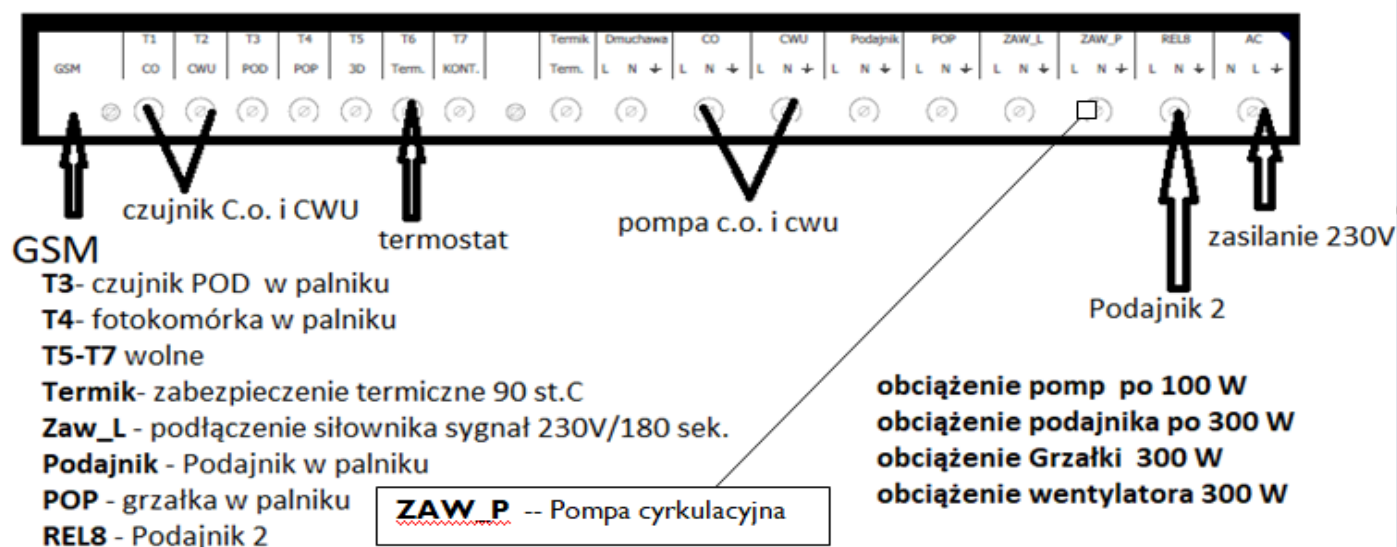 T1 T2 T3 T4 T5 T6 T7 Termik Dmuchawa CO CWU Podajnik POP ZAW_L ZAW_P REL8 AC
GSM CO CWU POD POP 3D Term. KONT. Term. L N L N L N L N L N L N L N L N N L
czujnik C.o. i CWU
termostat
pompa c.o. i cwu
zasilanie 230V
GSM
Podajnik 2
T3- czujnik POD w palniku
T4- fotokomórka w palniku
T5-T7 wolne
Termik- zabezpieczenie termiczne 90 st.C
Zaw_L - podłączenie siłownika sygnał 230V/180 sek.
Podajnik - Podajnik w palniku
POP - grzałka w palniku
REL8 - Podajnik 2
ZAW_P -- Pompa cyrkulacyjna
obciążenie pomp po 100 W
obciążenie podajnika po 300 W
obciążenie Grzałki 300 W
obciążenie wentylatora 300 W